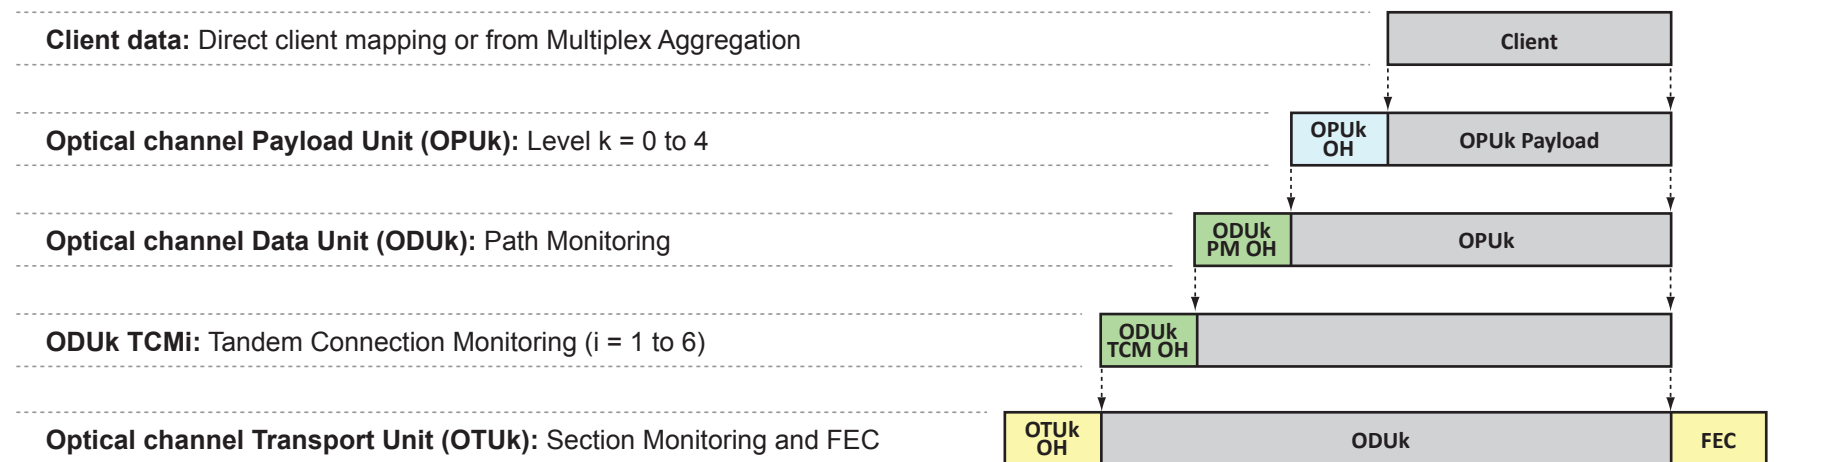 Client data: Direct client mapping or from Multiplex Aggregation
Client
Optical channel Payload Unit (OPUk): Level k = 0 to 4
OPUk
OH
OPUk Payload
Optical channel Data Unit (ODUk): Path Monitoring
ODUk
PM OH
OPUk
ODUk TCMi: Tandem Connection Monitoring (i = 1 to 6)
ODUk
TCM OH
Optical channel Transport Unit (OTUk): Section Monitoring and FEC
OTUk
OH
ODUk
FEC